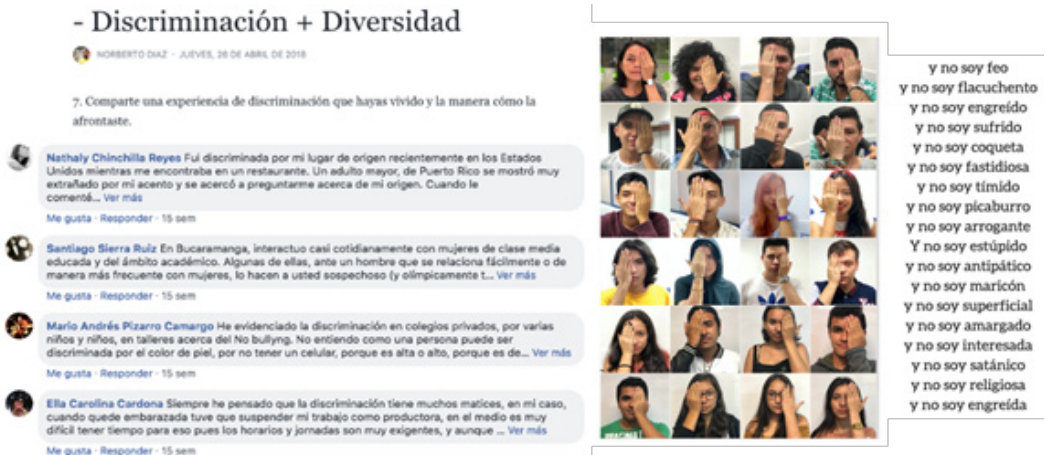 - Discriminación + Diversidad
NORBERTO DIAZ - JUEVES, 26 DE ABRIL DE 2018
7. Comparte una experiencia de discriminación que hayas vivido y la manera cómo la
afrontaste.
Nathaly Chinchilla Reyes Fui discriminada por mi lugar de origen recientemente en los Estados
Unidos mientras me encontraba en un restaurante. Un adulto mayor, de Puerto Rico se mostró muy
extrañado por mi acento y se acercó a preguntarme acerca de mi origen. Cuando le
comenté... Ver más
Me gusta · Responder · 15 sem
Santiago Sierra Ruiz En Bucaramanga, interactuo casi cotidianamente con mujeres de clase media
educada y del ámbito académico. Algunas de ellas, ante un hombre que se relaciona fácilmente o de
manera más frecuente con mujeres, lo hacen a usted sospechoso (y olímpicamente t... Ver más
Me gusta · Responder · 15 sem
Mario Andrés Pizarro Camargo He evidenciado la discriminación en colegios privados, por varias
niños y niños, en talleres acerca del No bullyng. No entiendo como una persona puede ser
discriminada por el color de piel, por no tener un celular, porque es alta o alto, porque es de... Ver más
Me gusta · Responder · 15 sem
Ella Carolina Cardona Siempre he pensado que la discriminación tiene muchos matices, en mi caso,
cuando quede embarazada tuve que suspender mi trabajo como productora, en el medio es muy
difícil tener tiempo para eso pues los horarios y jornadas son muy exigentes, y aunque ... Ver más
Me gusta · Responder · 15 sem
y no soy feo
y no soy flacuchento
y no soy engreído
y no soy sufrido
y no soy coqueta
y no soy fastidiosa
y no soy tímido
y no soy picaburro
y no soy arrogante
Y no soy estúpido
y no soy antipático
y no soy maricón
y no soy superficial
y no soy amargado
y no soy interesada
y no soy satánico
y no soy religiosa
y no soy engreída